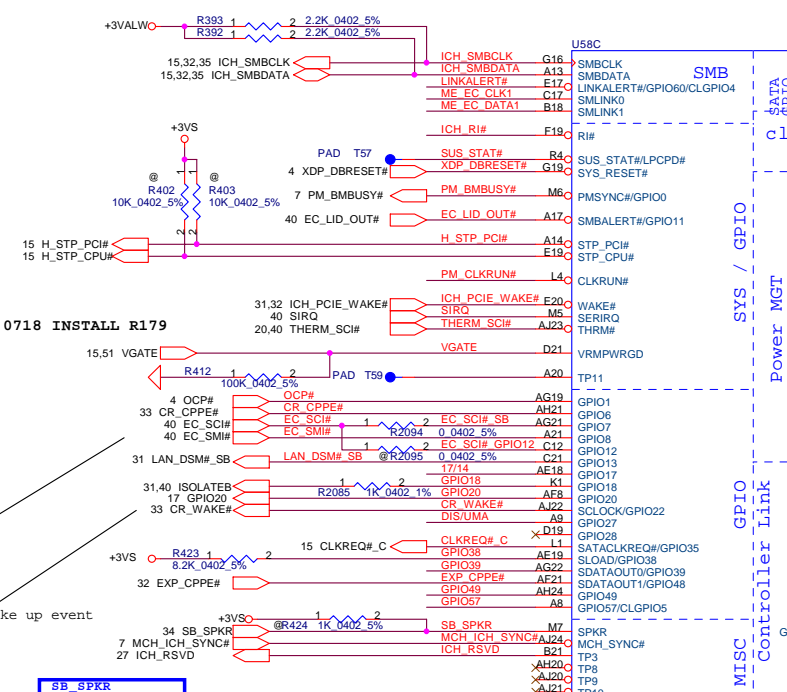 +3VALW R393 1 2 2.2K_0402_5%
R392 1 2 2.2K_0402_5%
U58C
15,32,35 ICH_SMBCLK ICH_SMBCLK G16 SMBCLK SMB
15,32,35 ICH_SMBDATA ICH_SMBDATA A13 SMBDATA
LINKALERT# E17 LINKALERT#/GPIO60/CLGPIO4
ME_EC_CLK1 C17 SMLINK0
ME_EC_DATA1 B18 SMLINK1
SATA
GPIO
cl
+3VS
ICH_RI# F19 RI#
PAD T57 SUS_STAT# R4 SUS_STAT#/LPCPD#
4 XDP_DBRESET# XDP_DBRESET# G19 SYS_RESET#
@ @
1 1
R402 R403
10K_0402_5% 10K_0402_5%
2 2
7 PM_BMBUSY# PM_BMBUSY# M6 PMSYNC#/GPIO0
40 EC_LID_OUT# EC_LID_OUT# A17 SMBALERT#/GPIO11
15 H_STP_PCI# H_STP_PCI# A14 STP_PCI#
15 H_STP_CPU# E19 STP_CPU#
PM_CLKRUN# L4 CLKRUN#
SYS / GPIO
Power MGT
31,32 ICH_PCIE_WAKE# ICH_PCIE_WAKE# E20 WAKE#
40 SIRQ SIRQ M5 SERIRQ
20,40 THERM_SCI# THERM_SCI# AJ23 THRM#
0718 INSTALL R179
15,51 VGATE VGATE D21 VRMPWRGD
R412 1 2 100K_0402_5% PAD T59 A20 TP11
4 OCP# OCP# AG19 GPIO1
33 CR_CPPE# CR_CPPE# AH21 GPIO6
40 EC_SCI# EC_SCI# 1 2 EC_SCI#_SB AG21 GPIO7
40 EC_SMI# EC_SMI# R2094 0_0402_5% A21 GPIO8
1 2 EC_SCI#_GPIO12 C12 GPIO12
31 LAN_DSM#_SB LAN_DSM#_SB @R2095 0_0402_5% C21 GPIO13
17/14 AE18 GPIO17
31,40 ISOLATEB 1 2 GPIO18 K1 GPIO18
17 GPIO20 R2085 1K_0402_1% GPIO20 AF8 GPIO20
33 CR_WAKE# CR_WAKE# AJ22 SCLOCK/GPIO22
DIS/UMA A9 GPIO27
D19 GPIO28
15 CLKREQ#_C CLKREQ#_C L1 SATACLKREQ#/GPIO35
+3VS R423 1 2 8.2K_0402_5% GPIO38 AE19 SLOAD/GPIO38
GPIO39 AG22 SDATAOUT0/GPIO39
32 EXP_CPPE# EXP_CPPE# AF21 SDATAOUT1/GPIO48
GPIO49 AH24 GPIO49
GPIO57 A8 GPIO57/CLGPIO5
GPIO
Controller Link
ke up event
+3VS 1 2
@R424 1K_0402_5%
34 SB_SPKR SB_SPKR M7 SPKR
7 MCH_ICH_SYNC# MCH_ICH_SYNC# AJ24 MCH_SYNC#
27 ICH_RSVD ICH_RSVD B21 TP3
AH20 TP8
AJ20 TP9
AJ21 TP10
MISC
G
SB_SPKR